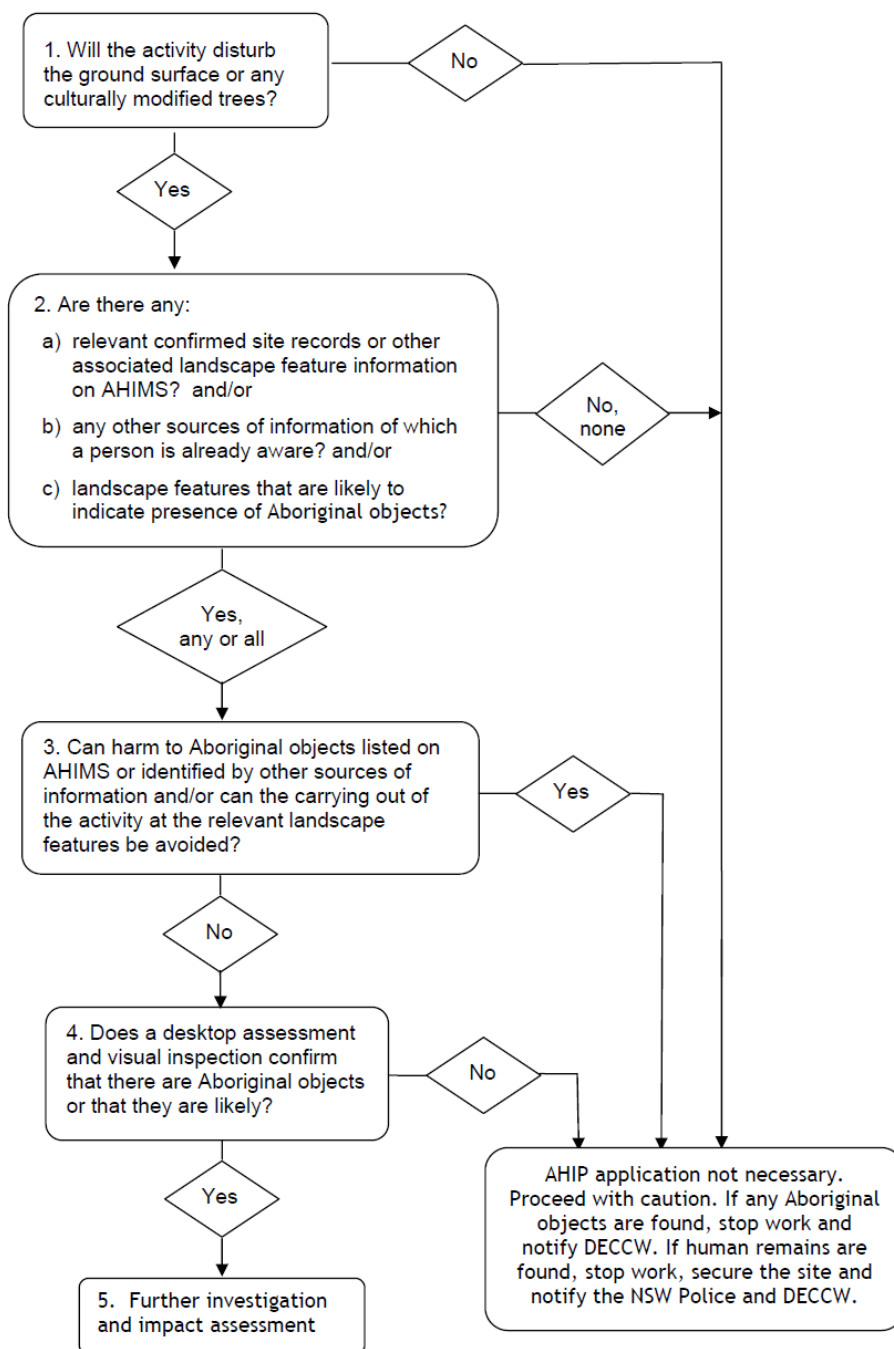 1. Will the activity disturb
the ground surface or any
culturally modified trees?
No
Yes
2. Are there any:
a) relevant confirmed site records or other
associated landscape feature information
on AHIMS? and/or
b) any other sources of information of which
a person is already aware? and/or
c) landscape features that are likely to
indicate presence of Aboriginal objects?
No,
none
Yes,
any or all
3. Can harm to Aboriginal objects listed on
AHIMS or identified by other sources of
information and/or can the carrying out of
the activity at the relevant landscape
features be avoided?
Yes
No
4. Does a desktop assessment
and visual inspection confirm
that there are Aboriginal objects
or that they are likely?
No
Yes
AHIP application not necessary.
Proceed with caution. If any Aboriginal
objects are found, stop work and
notify DECCW. If human remains are
found, stop work, secure the site and
notify the NSW Police and DECCW.
5. Further investigation
and impact assessment